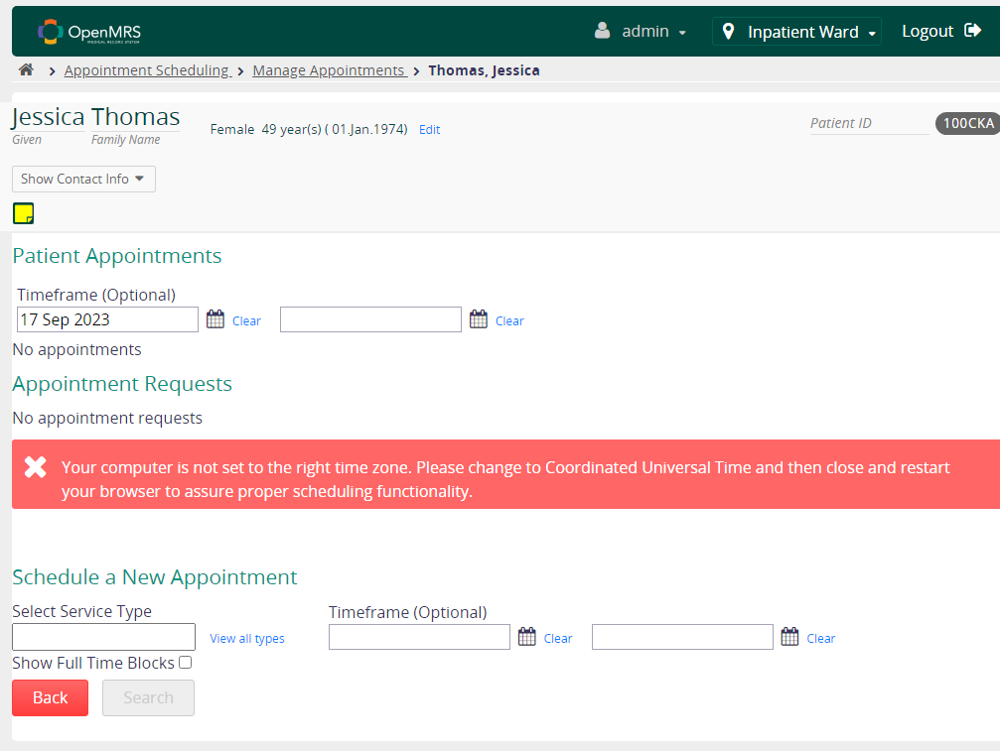 OpenMRS
MEDICAL RECORD SYSTEM
admin
Inpatient Ward
Logout
Appointment Scheduling
Manage Appointments
Thomas, Jessica
Jessica Thomas
Given Family Name
Female 49 year(s) ( 01.Jan.1974) Edit
Patient ID 100CKA
Show Contact Info
Patient Appointments
Timeframe (Optional)
17 Sep 2023 Clear Clear
No appointments
Appointment Requests
No appointment requests
Your computer is not set to the right time zone. Please change to Coordinated Universal Time and then close and restart
your browser to assure proper scheduling functionality.
Schedule a New Appointment
Select Service Type Timeframe (Optional)
View all types Clear Clear
Show Full Time Blocks
Back Search